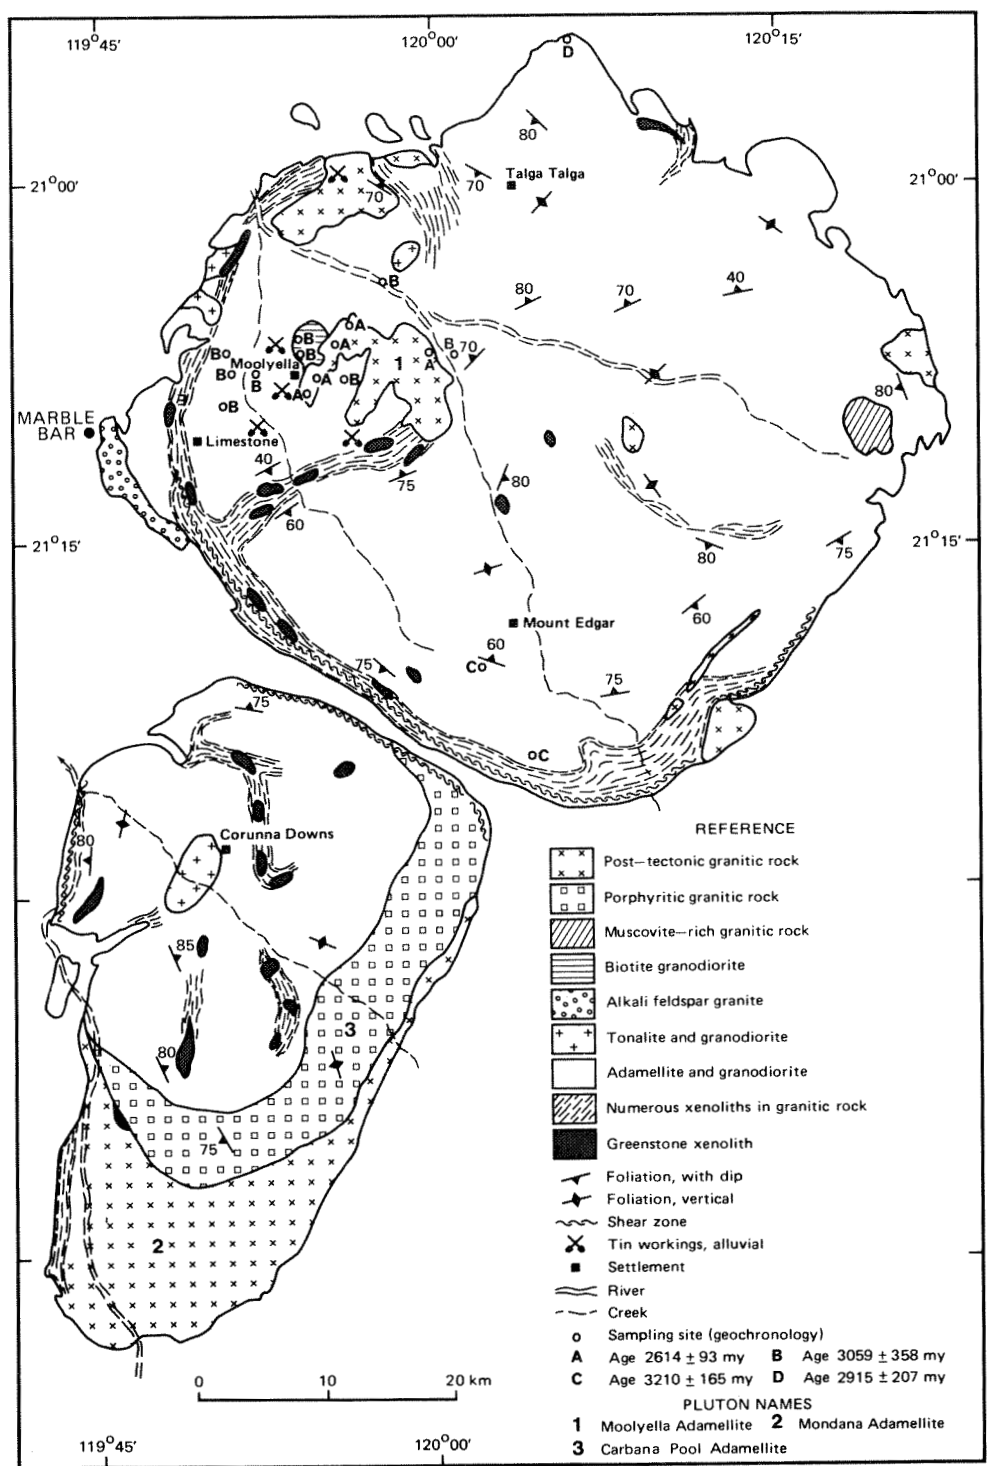 119°45′
120°00′
120°15′
D
80
21°00′
70
Talga Talga
70
21°00′
B
80
70
40
A
B
A
B
B
B
70
Moolyella
1
A
B
B
A
B
A
B
80
MARBLE
BAR
Limestone
40
75
80
60
21°15′
21°15′
80
75
60
Mount Edgar
60
C
75
75
75
C
REFERENCE
Corunna Downs
80
Post-tectonic granitic rock
Porphyritic granitic rock
Muscovite-rich granitic rock
85
Biotite granodiorite
Alkali feldspar granite
3
Tonalite and granodiorite
80
Adamellite and granodiorite
Numerous xenoliths in granitic rock
75
Greenstone xenolith
Foliation, with dip
Foliation, vertical
Shear zone
2
Tin workings, alluvial
Settlement
River
Creek
Sampling site (geochronology)
A Age 2614 ± 93 my B Age 3059 ± 358 my
C Age 3210 ± 165 my D Age 2915 ± 207 my
0 10 20 km
PLUTON NAMES
1 Moolyella Adamellite 2 Mondana Adamellite
3 Carbana Pool Adamellite
119°45′
120°00′